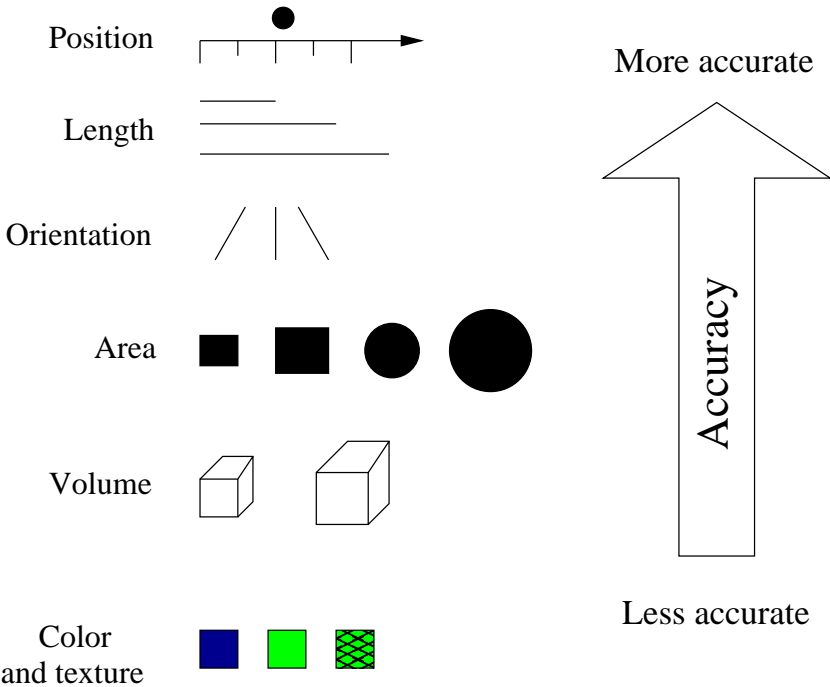 Position
More accurate
Length
Orientation
Area
Accuracy
Volume
Less accurate
Color
and texture